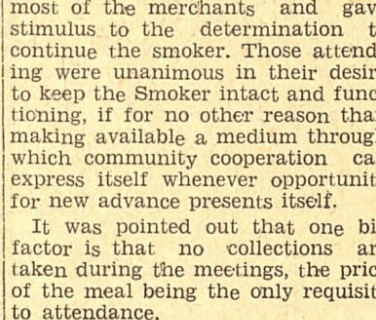 most of the merchants and gav
stimulus to the determination t
continue the smoker. Those attend-
ing were unanimous in their desir
to keep the Smoker intact and func
tioning, if for no other reason tha
making available a medium throug
which community cooperation ca
express itself whenever opportunit
for new advance presents itself.
It was pointed out that one bi
factor is that no collections ar
taken during the meetings, the pric
of the meal being the only requisit
to attendance.